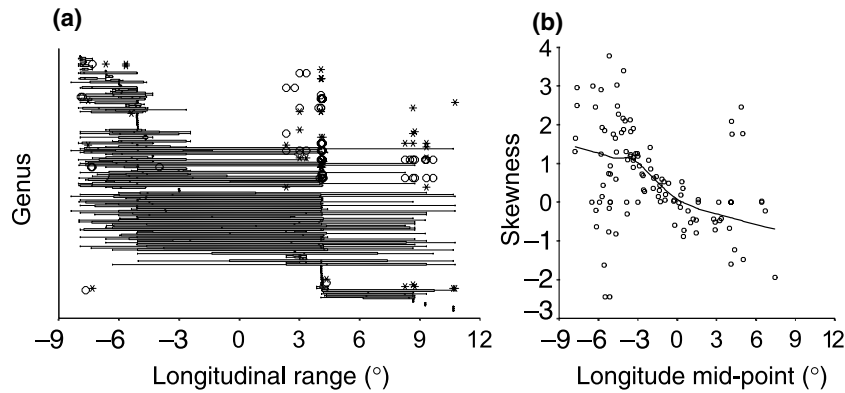 (a)
Genus
−9 −6 −3 0 3 6 9 12
Longitudinal range (°)
(b)
4
3
2
1
0
−1
−2
−3
Skewness
−9 −6 −3 0 3 6 9 12
Longitude mid-point (°)